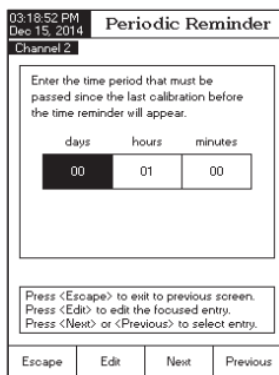 03:18:52 PM
Dec 15, 2014
Periodic Reminder
Channel 2
Enter the time period that must be
passed since the last calibration before
the time reminder will appear.
days hours minutes
00 01 00
Press <Escape> to exit to previous screen.
Press <Edit> to edit the focused entry.
Press <Next> or <Previous> to select entry.
Escape Edit Next Previous